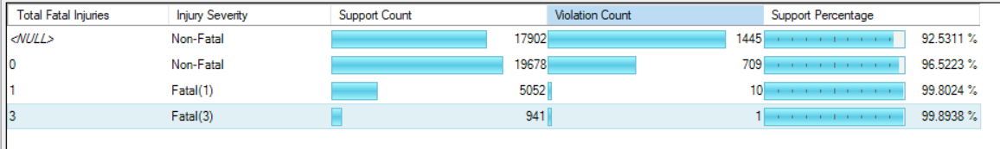 Total Fatal Injuries Injury Severity Support Count Violation Count Support Percentage
<NULL> Non-Fatal 17902 1445 92.5311 %
0 Non-Fatal 19678 709 96.5223 %
1 Fatal(1) 5052 10 99.8024 %
3 Fatal(3) 941 1 99.8938 %